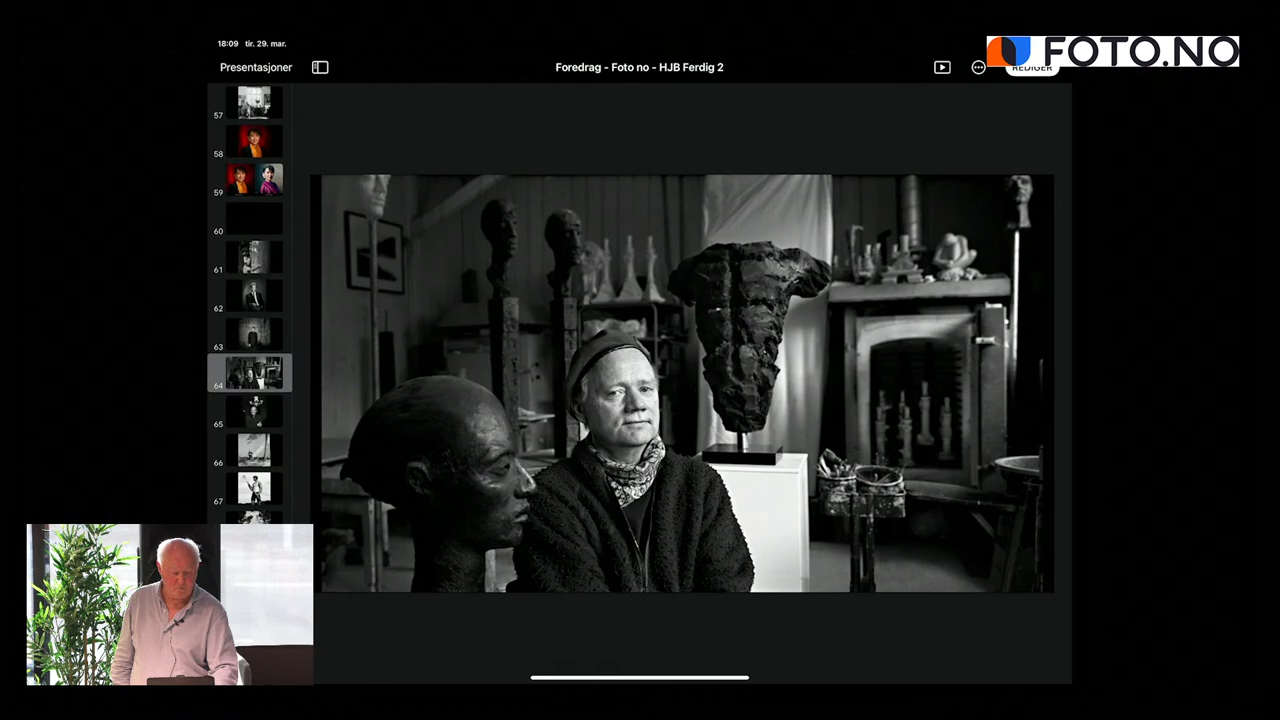 18:09 tir. 29. mar.
FOTO.NO
Presentasjoner
Foredrag - Foto no - HJB Ferdig 2
REDIGER
57
58
59
60
61
62
63
64
65
66
67